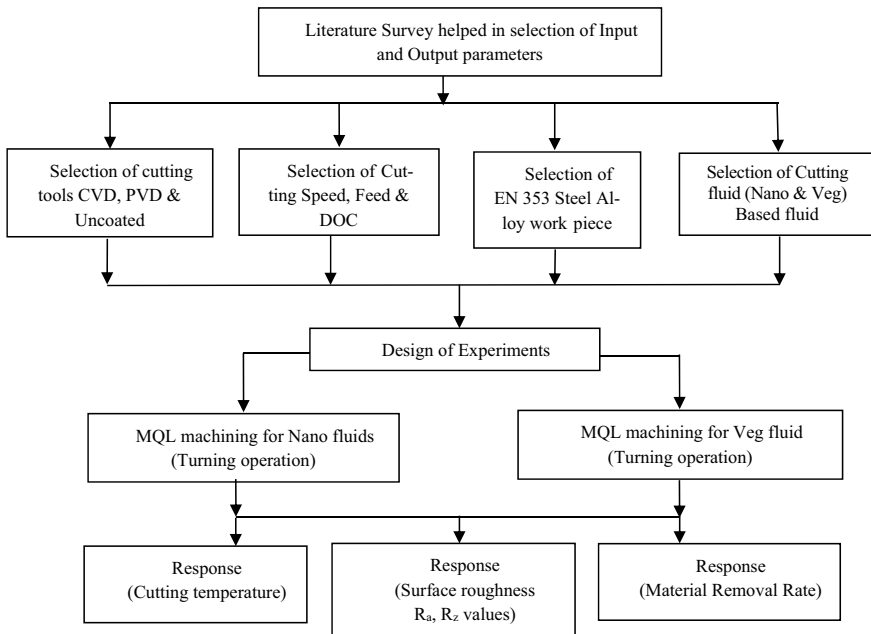 Literature Survey helped in selection of Input
and Output parameters
Selection of cutting
tools CVD, PVD &
Uncoated
Selection of Cut-
ting Speed, Feed &
DOC
Selection of
EN 353 Steel Al-
loy work piece
Selection of Cutting
fluid (Nano & Veg)
Based fluid
Design of Experiments
MQL machining for Nano fluids
(Turning operation)
MQL machining for Veg fluid
(Turning operation)
Response
(Cutting temperature)
Response
(Surface roughness
Rₐ, R_z values)
Response
(Material Removal Rate)